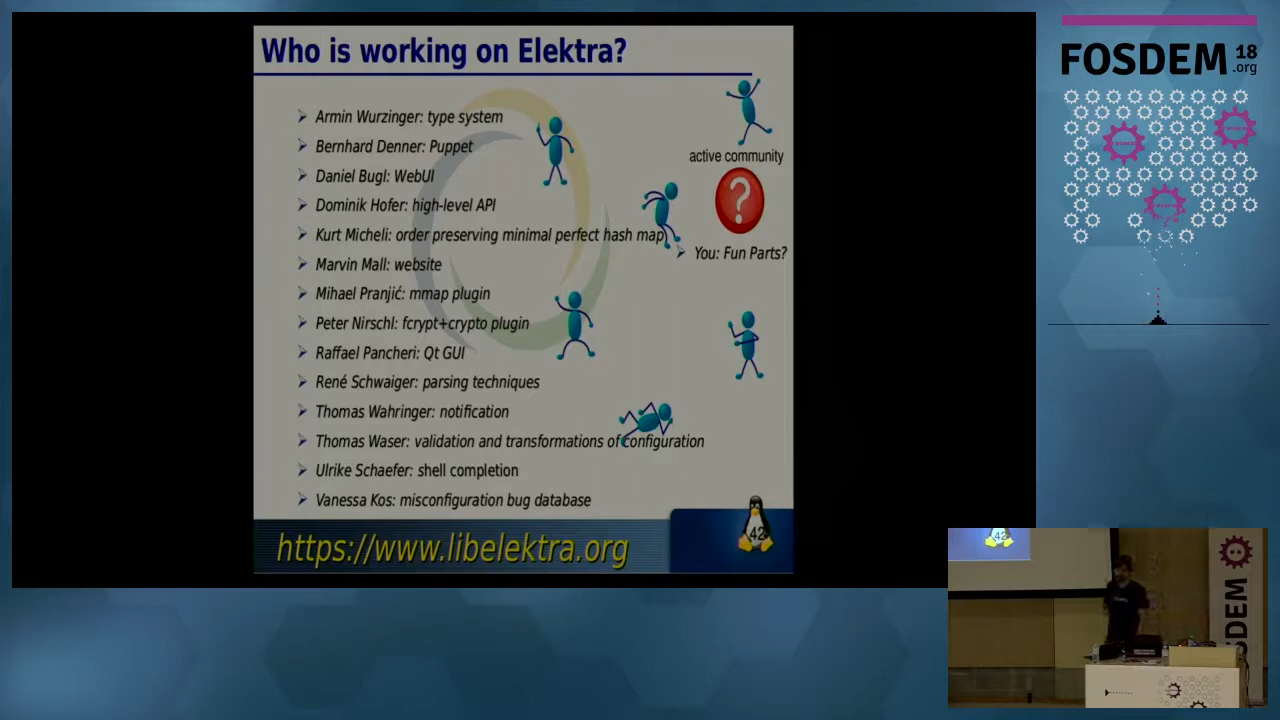 Who is working on Elektra?
Armin Wurzinger: type system
Bernhard Denner: Puppet
Daniel Bugl: WebUI
Dominik Hofer: high-level API
Kurt Micheli: order preserving minimal perfect hash map
Marvin Mall: website
Mihael Pranjić: mmap plugin
Peter Nirschl: fcrypt+crypto plugin
Raffael Pancheri: Qt GUI
René Schwaiger: parsing techniques
Thomas Wahringer: notification
Thomas Waser: validation and transformations of configuration
Ulrike Schaefer: shell completion
Vanessa Kos: misconfiguration bug database
active community
?
You: Fun Parts?
https://www.libelektra.org
42
FOSDEM 18
.org
42
SDEM